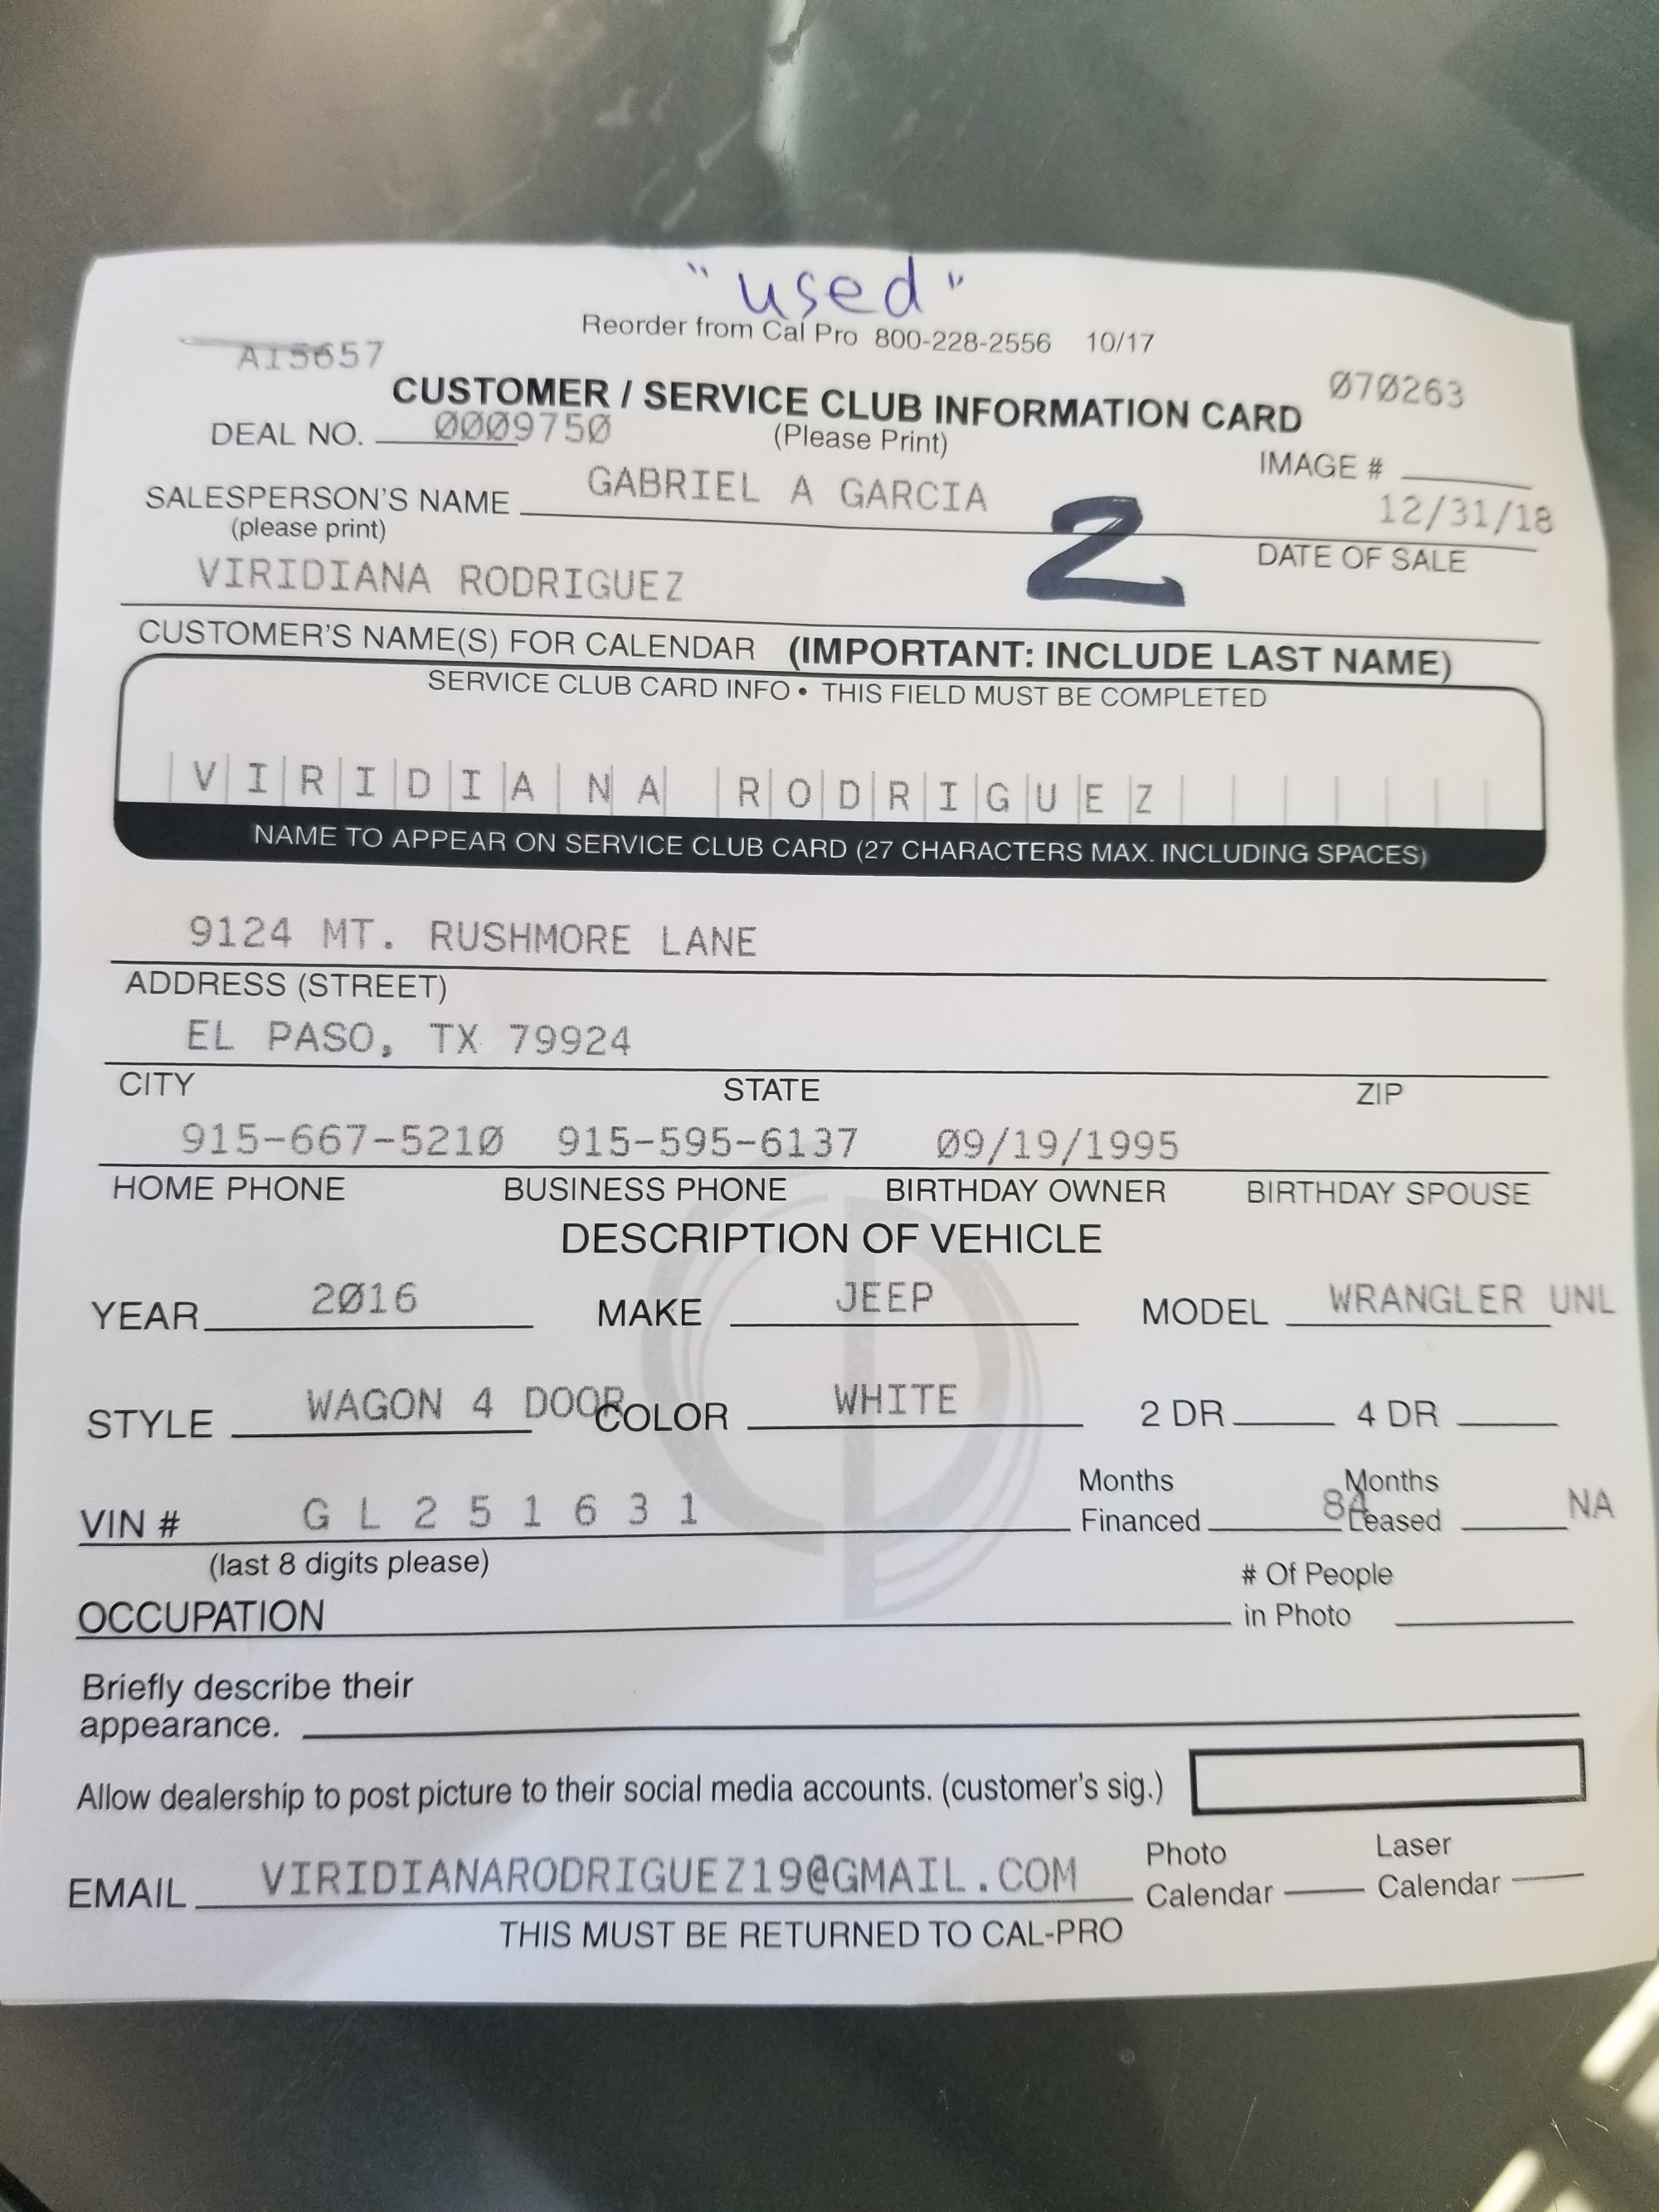 "used"
Reorder from Cal Pro 800-228-2556 10/17
A15657
070263
CUSTOMER / SERVICE CLUB INFORMATION CARD
DEAL NO. 0009750 (Please Print)
IMAGE #
SALESPERSON'S NAME GABRIEL A GARCIA 12/31/18
(please print) 2 DATE OF SALE
VIRIDIANA RODRIGUEZ
CUSTOMER'S NAME(S) FOR CALENDAR (IMPORTANT: INCLUDE LAST NAME)
SERVICE CLUB CARD INFO • THIS FIELD MUST BE COMPLETED
VIRIDIANA RODRIGUEZ
NAME TO APPEAR ON SERVICE CLUB CARD (27 CHARACTERS MAX. INCLUDING SPACES)
9124 MT. RUSHMORE LANE
ADDRESS (STREET)
EL PASO, TX 79924
CITY STATE ZIP
915-667-5210 915-595-6137 09/19/1995
HOME PHONE BUSINESS PHONE BIRTHDAY OWNER BIRTHDAY SPOUSE
DESCRIPTION OF VEHICLE
YEAR 2016 MAKE JEEP MODEL WRANGLER UNL
STYLE WAGON 4 DOOR COLOR WHITE 2 DR 4 DR
VIN # G L 2 5 1 6 3 1 Months Financed 84 Months Leased NA
(last 8 digits please)
OCCUPATION # Of People in Photo
Briefly describe their
appearance.
Allow dealership to post picture to their social media accounts. (customer's sig.)
EMAIL VIRIDIANARODRIGUEZ19@GMAIL.COM Photo Calendar Laser Calendar
THIS MUST BE RETURNED TO CAL-PRO